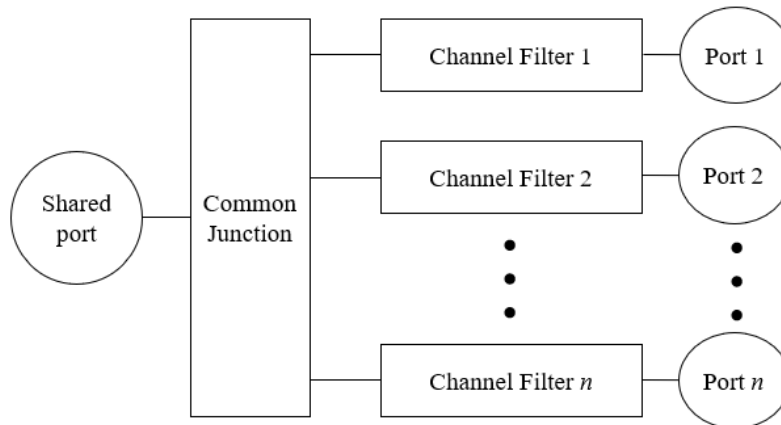 Channel Filter 1
Port 1
Channel Filter 2
Port 2
Shared
port
Common
Junction
Channel Filter n
Port n